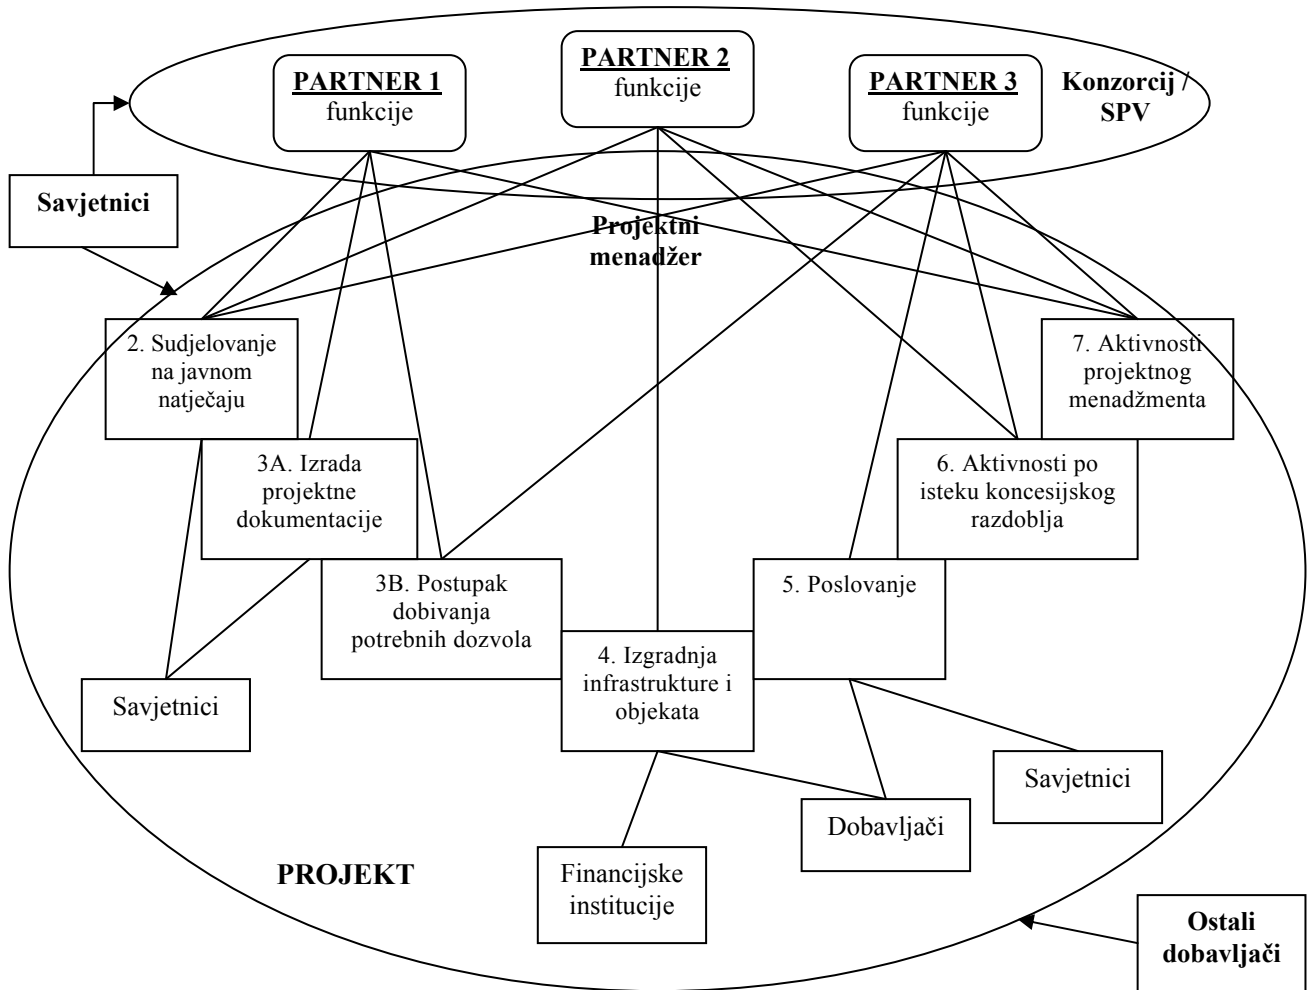 PARTNER 1
funkcije
PARTNER 2
funkcije
PARTNER 3
funkcije
Konzorcij /
SPV
Savjetnici
Projektni
menadžer
2. Sudjelovanje
na javnom
natječaju
7. Aktivnosti
projektnog
menadžmenta
3A. Izrada
projektne
dokumentacije
6. Aktivnosti po
isteku koncesijskog
razdoblja
3B. Postupak
dobivanja
potrebnih dozvola
5. Poslovanje
4. Izgradnja
infrastrukture i
objekata
Savjetnici
Savjetnici
Dobavljači
Financijske
institucije
PROJEKT
Ostali
dobavljači